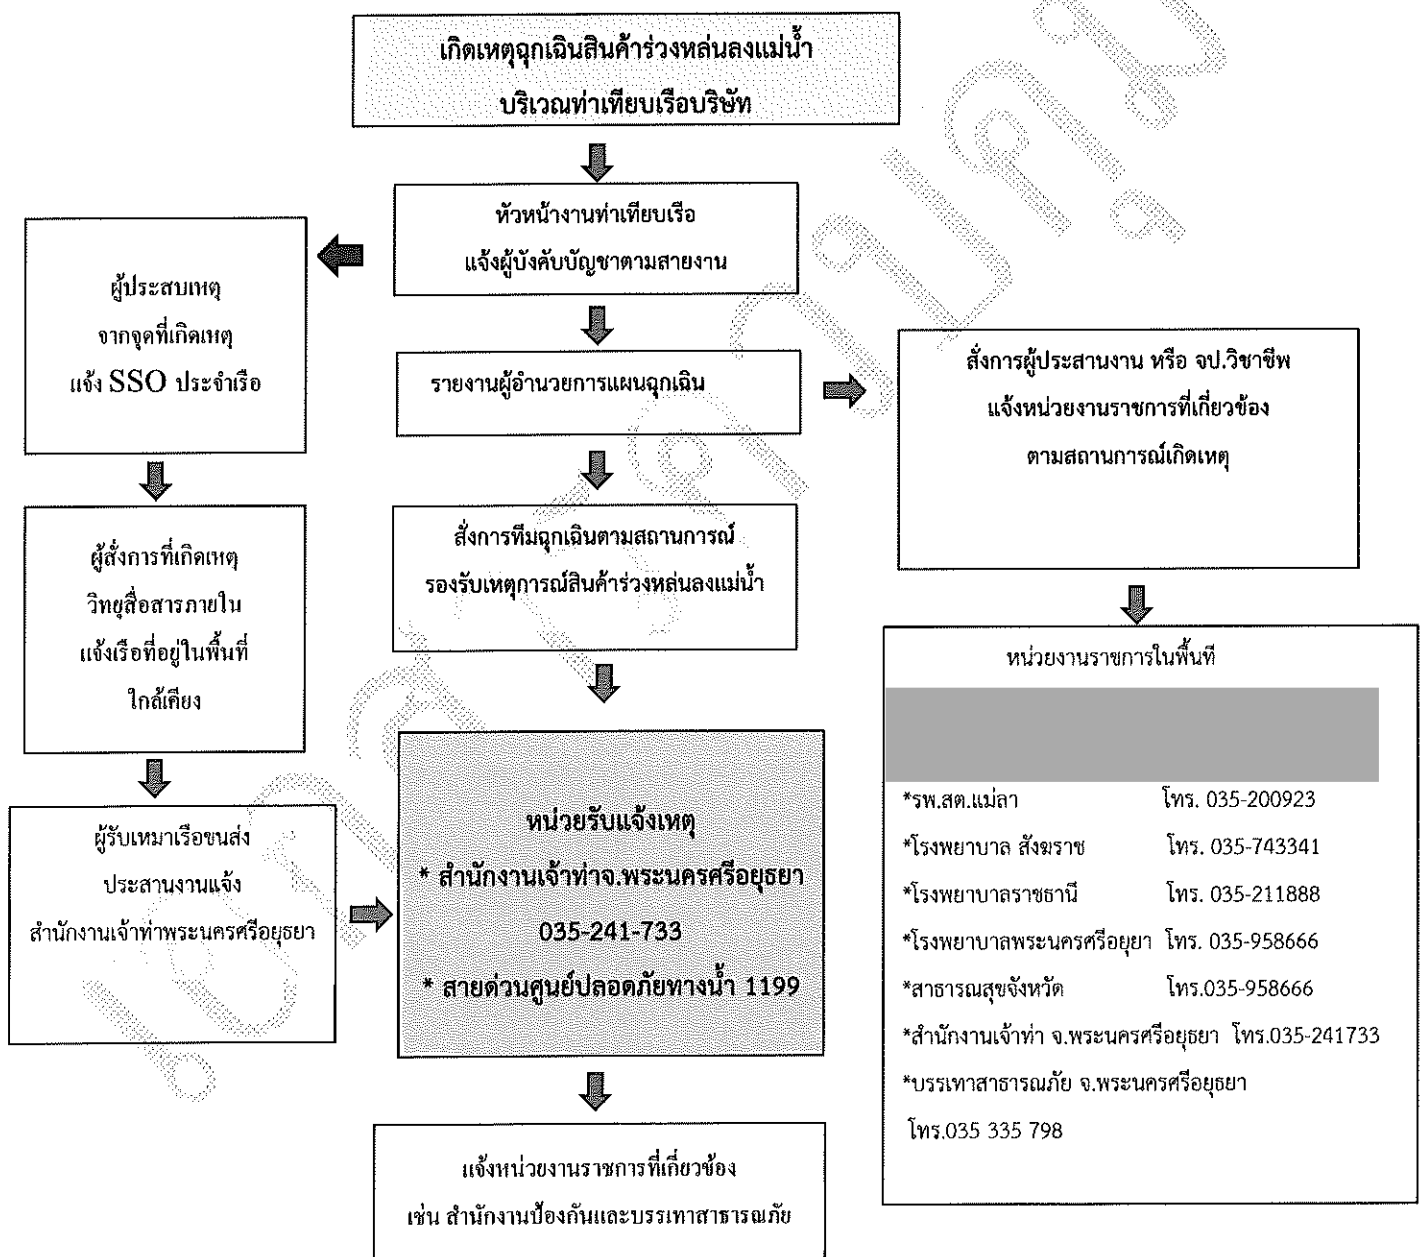 เกิดเหตุฉุกเฉินสินค้าร่วงหล่นลงแม่น้ำ
บริเวณท่าเทียบเรือบริษัท
หัวหน้างานท่าเทียบเรือ
แจ้งผู้บังคับบัญชาตามสายงาน
ผู้ประสบเหตุ
จากจุดที่เกิดเหตุ
แจ้ง SSO ประจำเรือ
รายงานผู้อำนวยการแผนฉุกเฉิน
สั่งการผู้ประสานงาน หรือ จป.วิชาชีพ
แจ้งหน่วยงานราชการที่เกี่ยวข้อง
ตามสถานการณ์เกิดเหตุ
ผู้สั่งการที่เกิดเหตุ
วิทยุสื่อสารภายใน
แจ้งเรือที่อยู่ในพื้นที่
ใกล้เคียง
สั่งการทีมฉุกเฉินตามสถานการณ์
รองรับเหตุการณ์สินค้าร่วงหล่นลงแม่น้ำ
ผู้รับเหมาเรือขนส่ง
ประสานงานแจ้ง
สำนักงานเจ้าท่าพระนครศรีอยุธยา
หน่วยรับแจ้งเหตุ
* สำนักงานเจ้าท่าจ.พระนครศรีอยุธยา
035-241-733
* สายด่วนศูนย์ปลอดภัยทางน้ำ 1199
แจ้งหน่วยงานราชการที่เกี่ยวข้อง
เช่น สำนักงานป้องกันและบรรเทาสาธารณภัย
หน่วยงานราชการในพื้นที่
*รพ.สต.แม่ลา โทร. 035-200923
*โรงพยาบาล สังฆราช โทร. 035-743341
*โรงพยาบาลราชธานี โทร. 035-211888
*โรงพยาบาลพระนครศรีอยุยา โทร. 035-958666
*สาธารณสุขจังหวัด โทร.035-958666
*สำนักงานเจ้าท่า จ.พระนครศรีอยุธยา โทร.035-241733
*บรรเทาสาธารณภัย จ.พระนครศรีอยุธยา
โทร.035 335 798